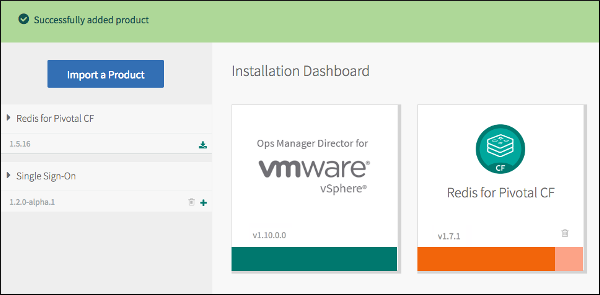 Successfully added product
Import a Product
Redis for Pivotal CF
1.5.16
Single Sign-On
1.2.0-alpha.1
Installation Dashboard
Ops Manager Director for
vmware®
vSphere®
v1.10.0.0
CF
Redis for Pivotal CF
v1.7.1